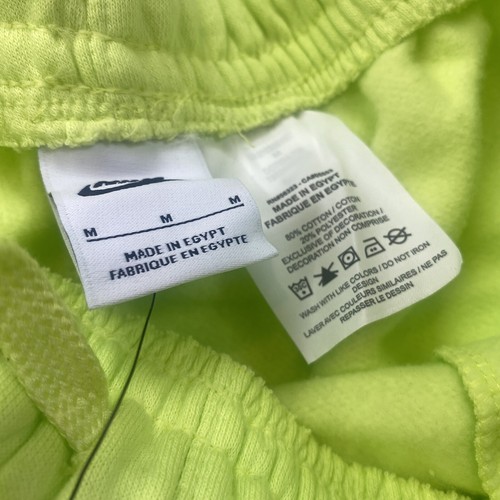 M M M
MADE IN EGYPT
FABRIQUE EN EGYPTE
MADE IN EGYPT
FABRIQUE EN EGYPTE
80% COTTON / COTON
20% POLYESTER
EXCLUSIVE OF DECORATION /
DECORATION NON COMPRISE
WASH WITH LIKE COLORS / DO NOT IRON
DESIGN
LAVER AVEC COULEURS SIMILAIRES / NE PAS
REPASSER LE DESSIN